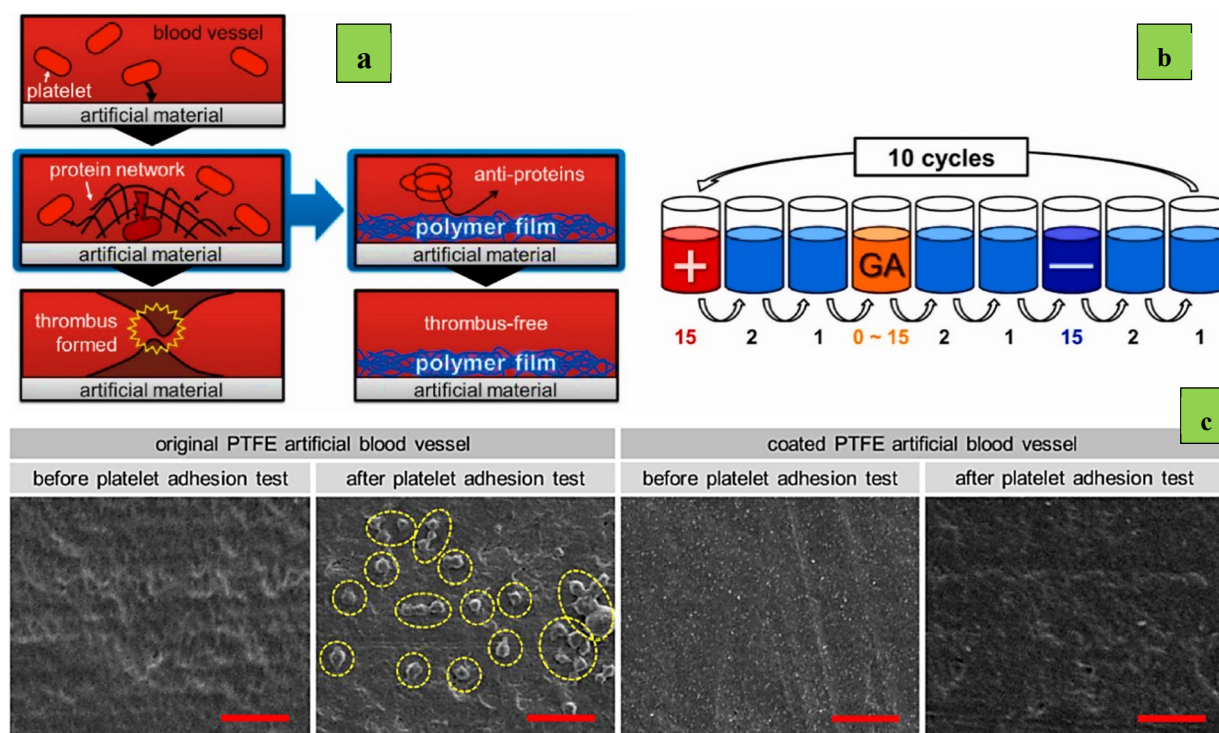 blood vessel
platelet
artificial material
protein network
artificial material
thrombus
formed
artificial material
anti-proteins
polymer film
artificial material
thrombus-free
polymer film
artificial material
a
b
10 cycles
+ GA −
15 2 1 0 ~ 15 2 1 15 2 1
c
original PTFE artificial blood vessel
before platelet adhesion test
after platelet adhesion test
coated PTFE artificial blood vessel
before platelet adhesion test
after platelet adhesion test